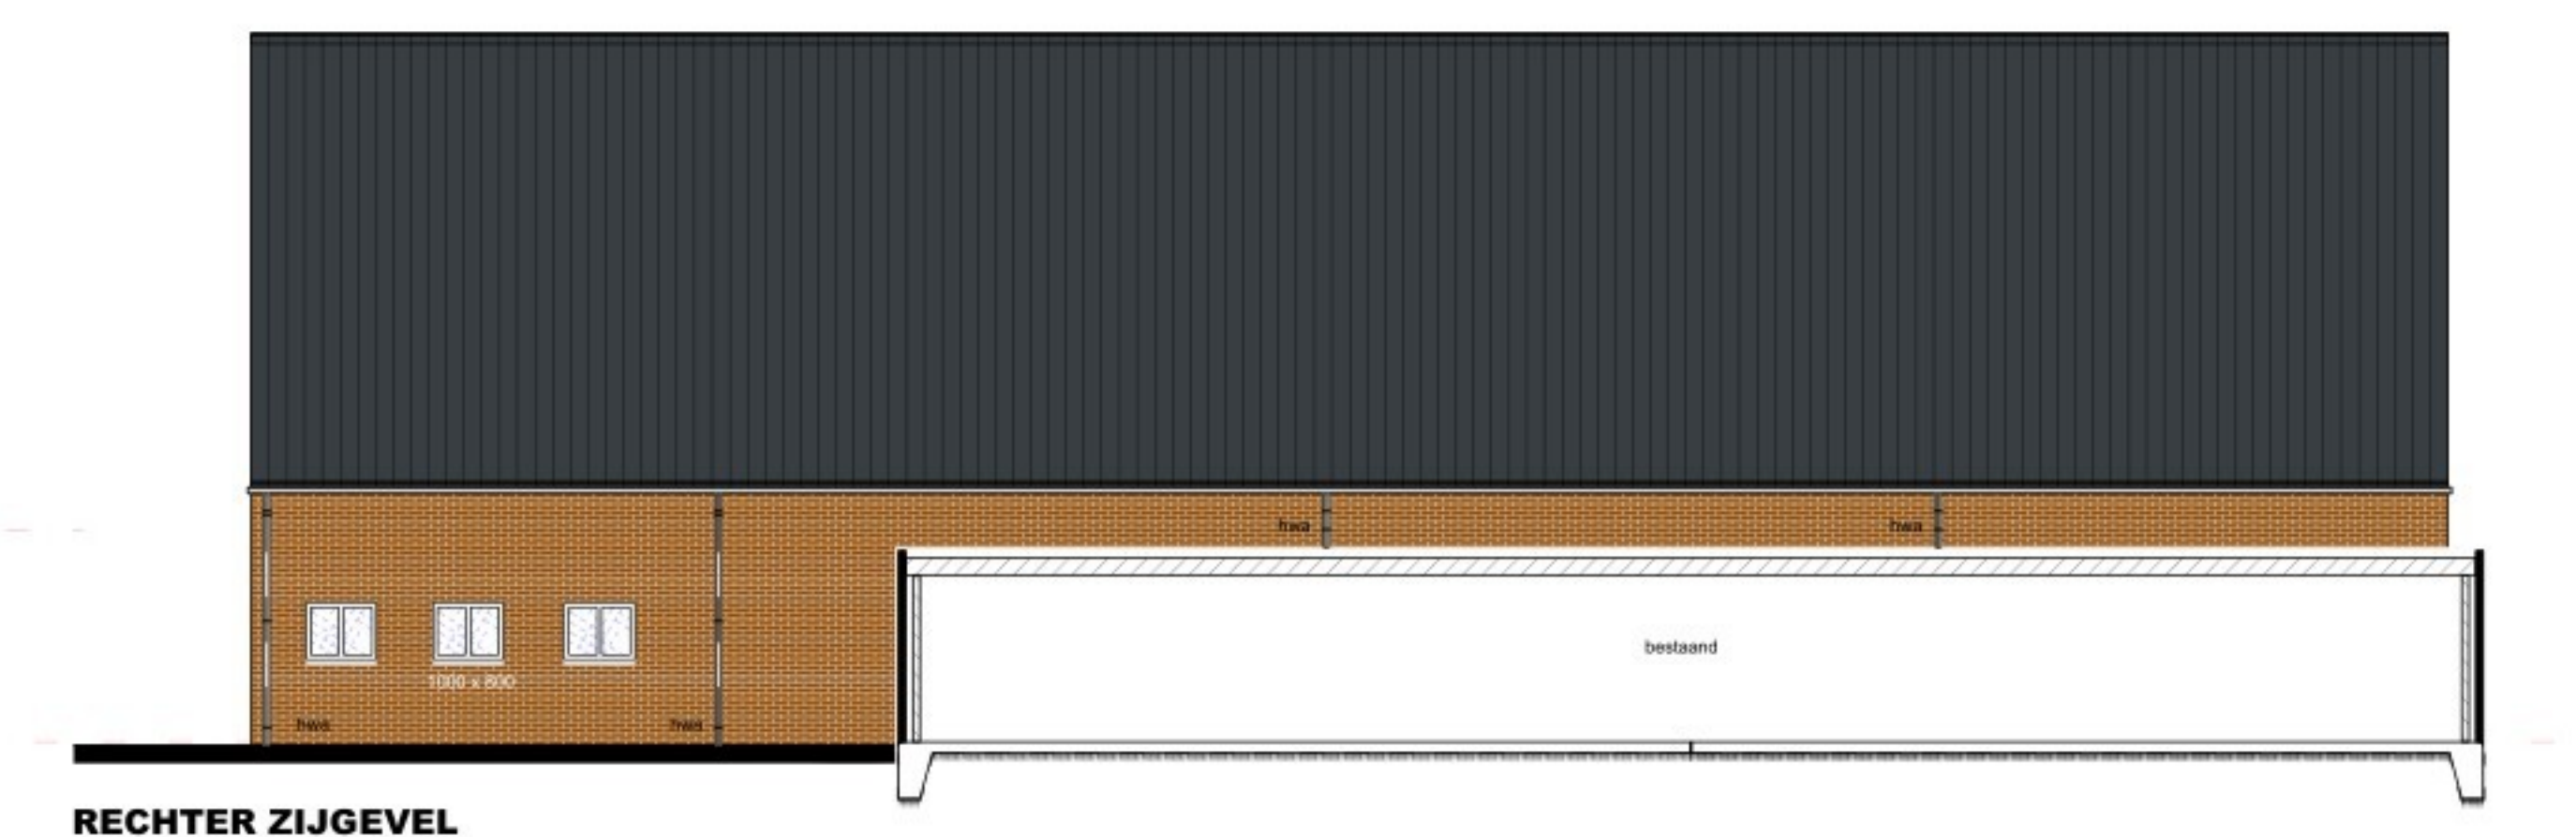 hwa
hwa
bestaand
1000 x 800
hwa
hwa
RECHTER ZIJGEVEL